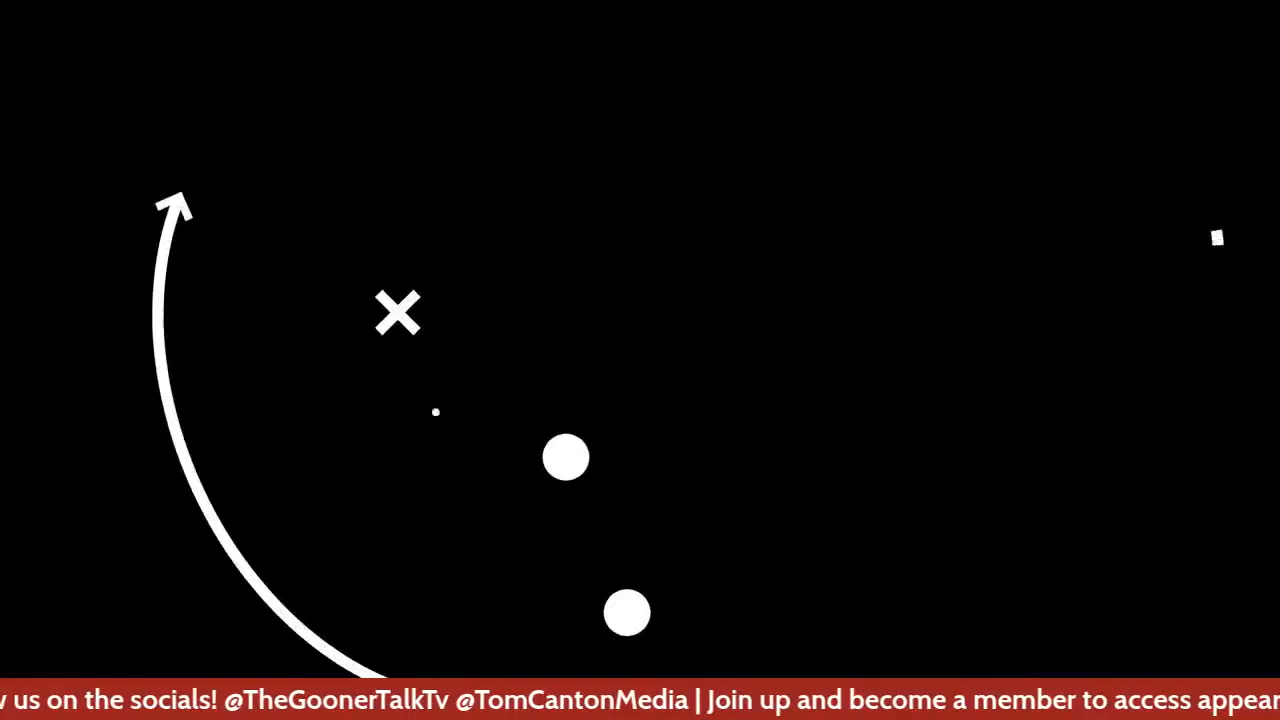 us on the socials! @TheGoonerTalkTv @TomCantonMedia | Join up and become a member to access